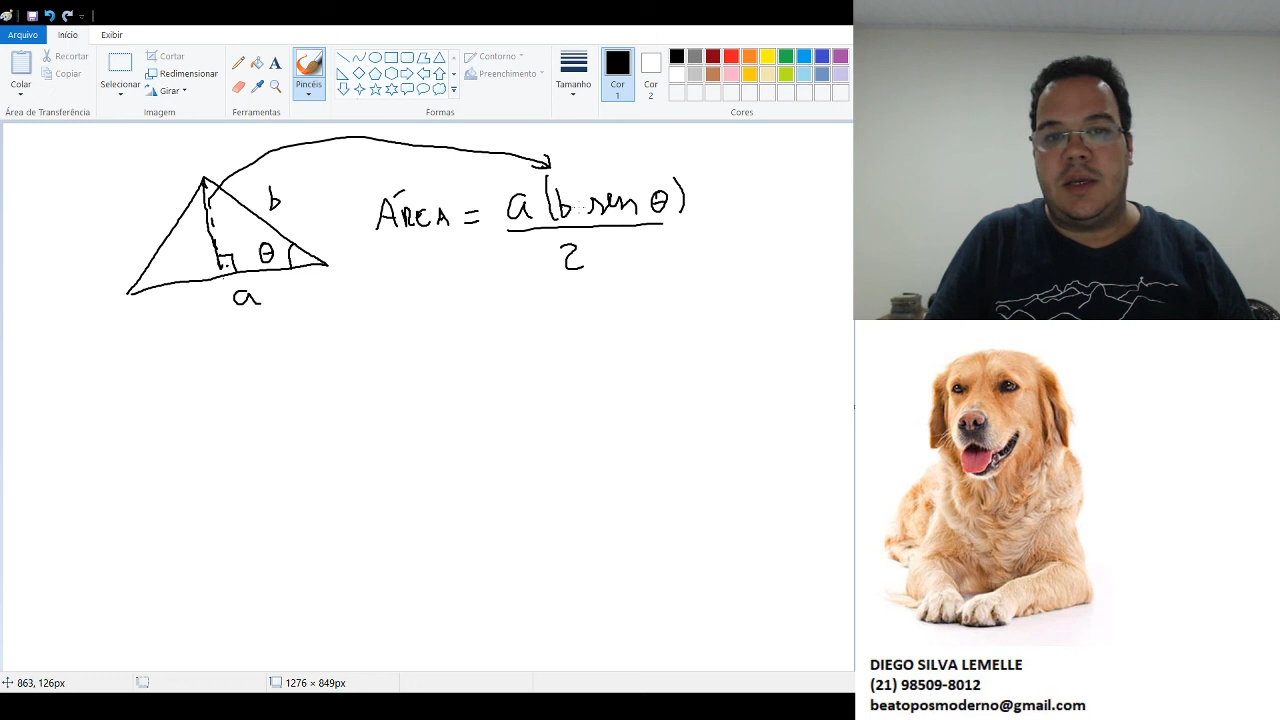 Arquivo Início Exibir
Colar
Recortar
Copiar
Área de Transferência
Selecionar
Cortar
Redimensionar
Girar
Imagem
A
Ferramentas
Pincéis
Contorno
Preenchimento
Formas
Tamanho
Cor 1
Cor 2
Cores
b
θ
a
ÁREA = a(b sen θ)
2
863, 126px
1276 × 849px
DIEGO SILVA LEMELLE
(21) 98509-8012
beatoposmoderno@gmail.com